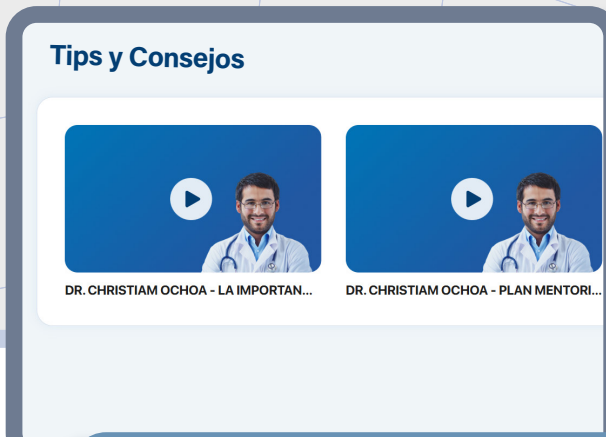 Tips y Consejos
DR. CHRISTIAM OCHOA - LA IMPORTAN...
DR. CHRISTIAM OCHOA - PLAN MENTORI...